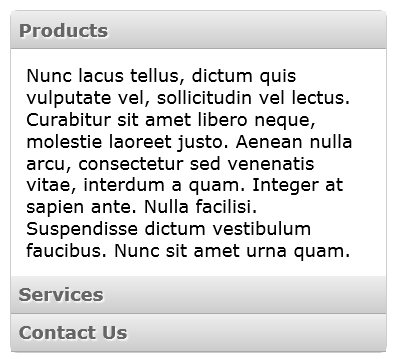 Products
Nunc lacus tellus, dictum quis
vulputate vel, sollicitudin vel lectus.
Curabitur sit amet libero neque,
molestie laoreet justo. Aenean nulla
arcu, consectetur sed venenatis
vitae, interdum a quam. Integer at
sapien ante. Nulla facilisi.
Suspendisse dictum vestibulum
faucibus. Nunc sit amet urna quam.
Services
Contact Us